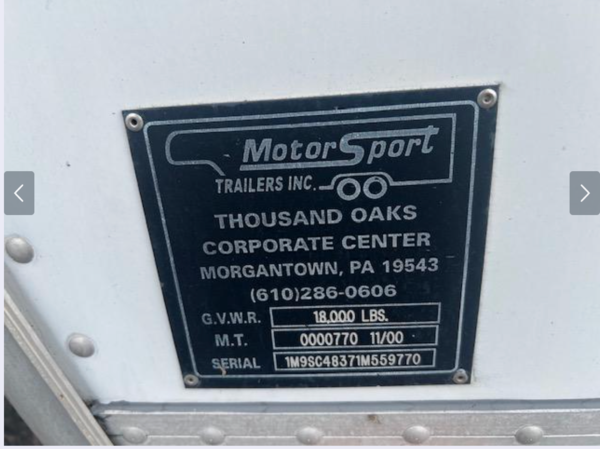 MotorSport
TRAILERS INC.
THOUSAND OAKS
CORPORATE CENTER
MORGANTOWN, PA 19543
(610)286-0606
G.V.W.R. 18,000 LBS.
M.T. 0000770 11/00
SERIAL 1M9SC48371M559770